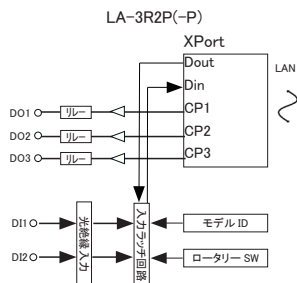 LA-3R2P(-P)
XPort
Dout
LAN
Din
DO1
リレー
CP1
DO2
リレー
CP2
DO3
リレー
CP3
DI1
光絶縁入力
入力ラッチ回路
モデル ID
DI2
ロータリー SW